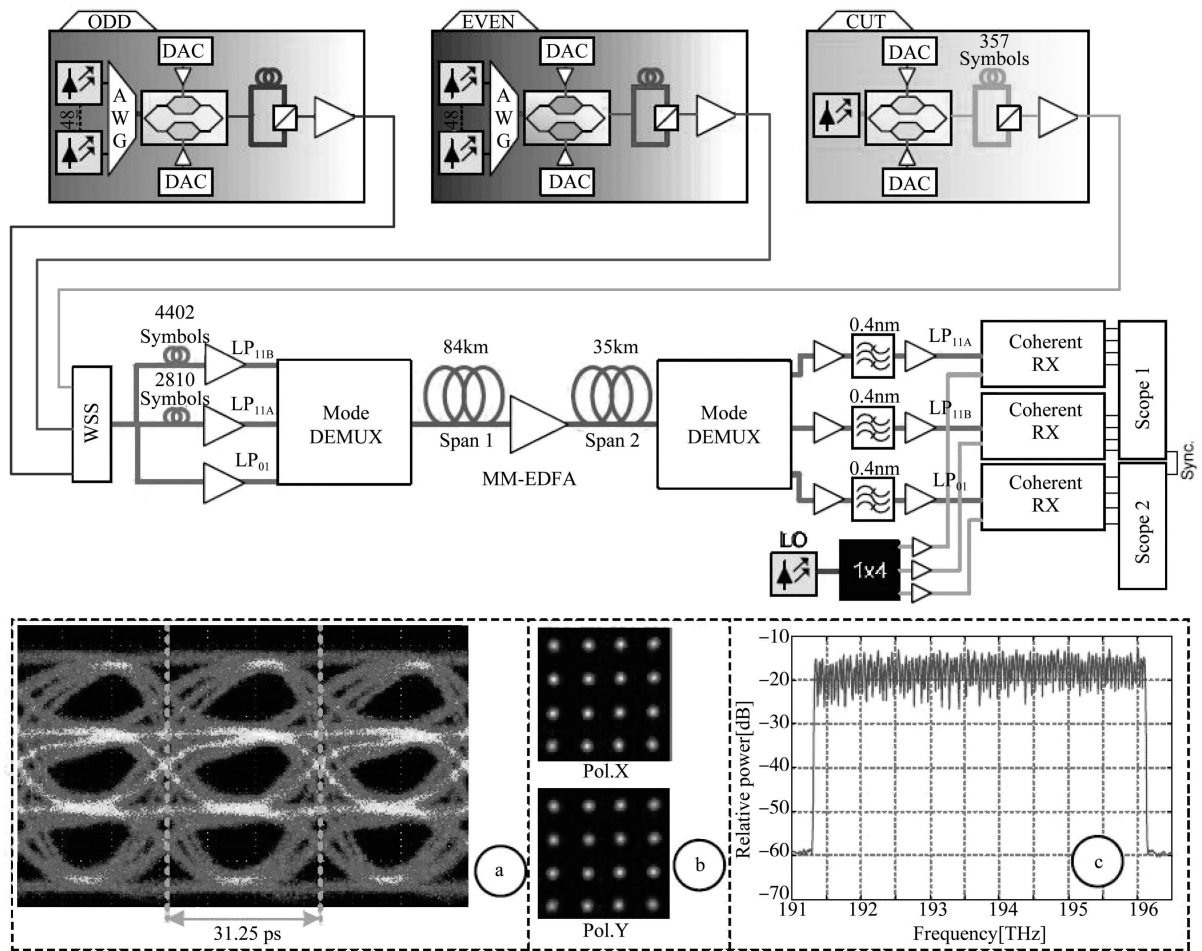 ODD
EVEN
CUT
DAC
DAC
DAC
357
Symbols
48
AWG
48
AWG
DAC
DAC
DAC
4402
Symbols
LP11B
2810
Symbols
LP11A
LP01
WSS
Mode
DEMUX
84km
Span 1
35km
Span 2
MM-EDFA
Mode
DEMUX
0.4nm
LP11A
0.4nm
LP11B
0.4nm
LP01
Coherent
RX
Coherent
RX
Coherent
RX
Scope 1
Scope 2
Sync.
LO
1x4
31.25 ps
a
Pol.X
Pol.Y
b
Relative power[dB]
−10
−20
−30
−40
−50
−60
−70
191 192 193 194 195 196
Frequency[THz]
c